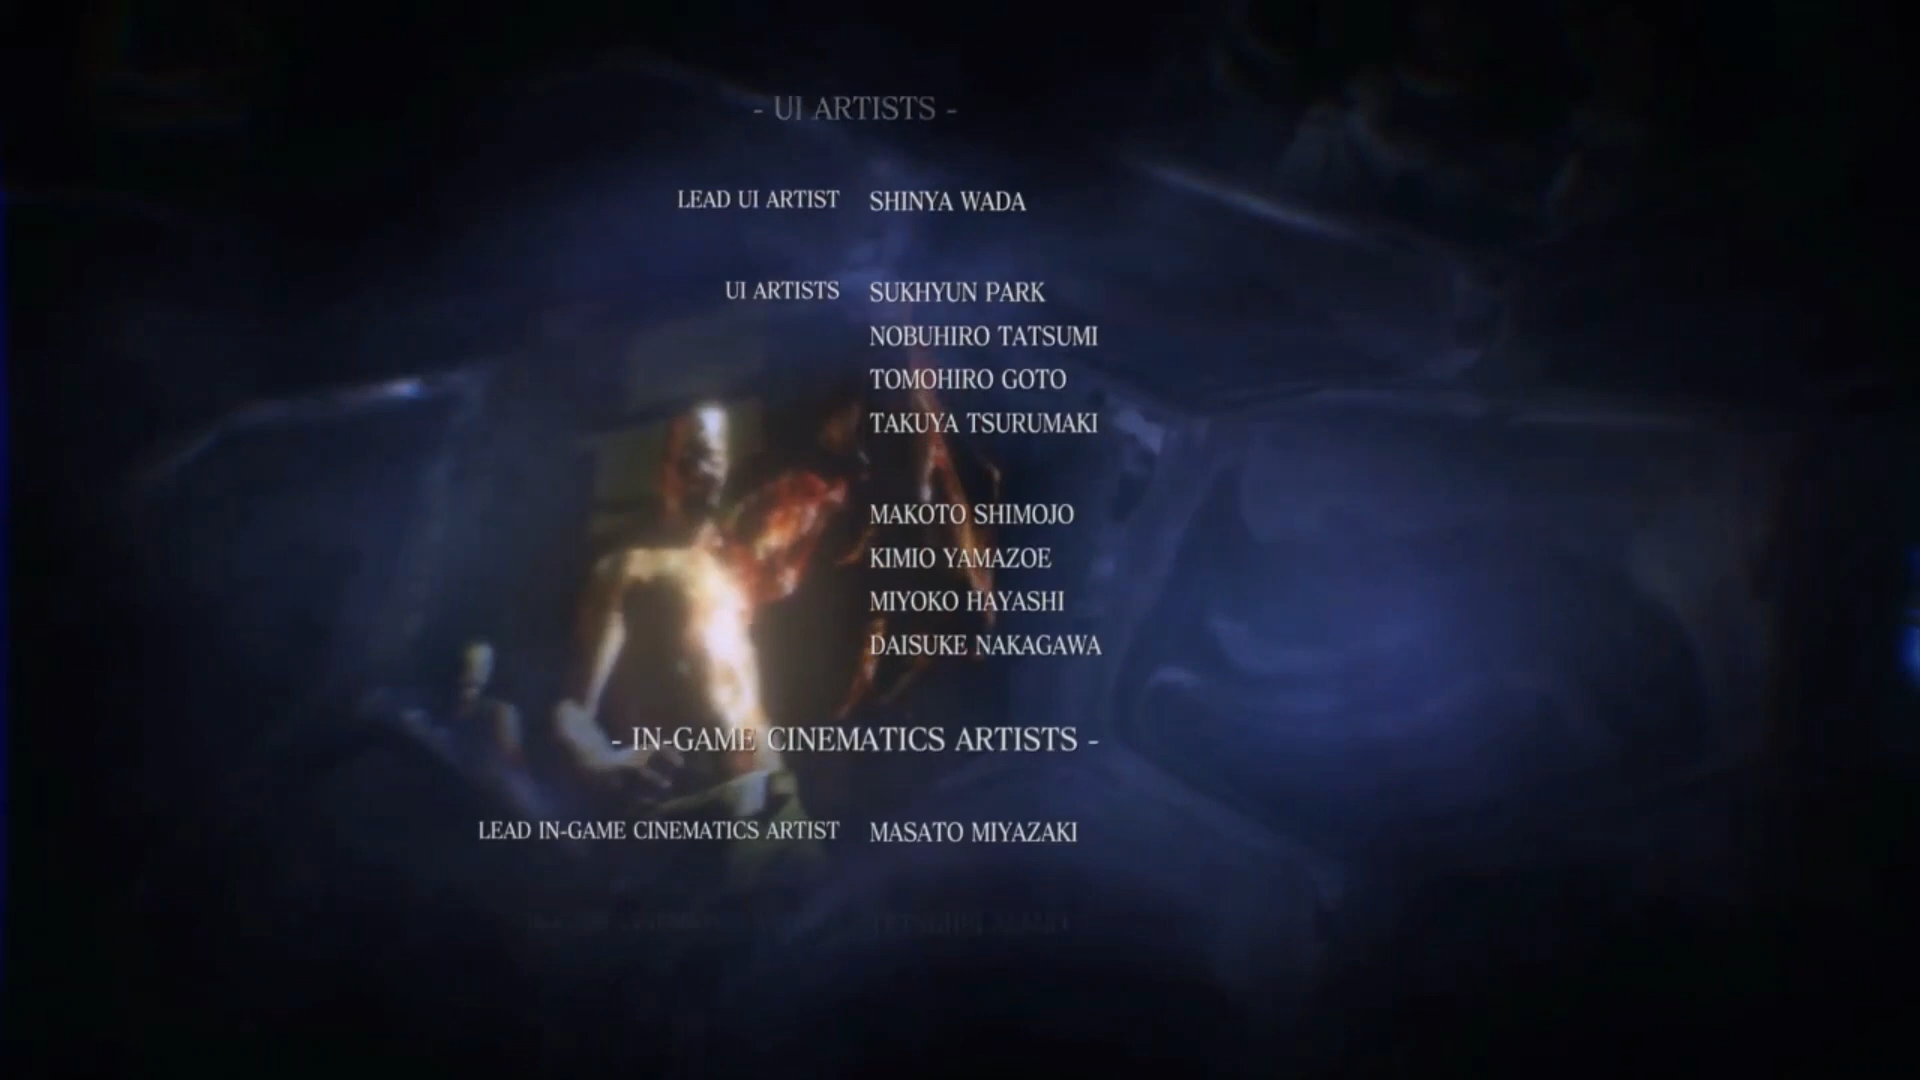 - UI ARTISTS -
LEAD UI ARTIST SHINYA WADA
UI ARTISTS SUKHYUN PARK
NOBUHIRO TATSUMI
TOMOHIRO GOTO
TAKUYA TSURUMAKI
MAKOTO SHIMOJO
KIMIO YAMAZOE
MIYOKO HAYASHI
DAISUKE NAKAGAWA
- IN-GAME CINEMATICS ARTISTS -
LEAD IN-GAME CINEMATICS ARTIST MASATO MIYAZAKI